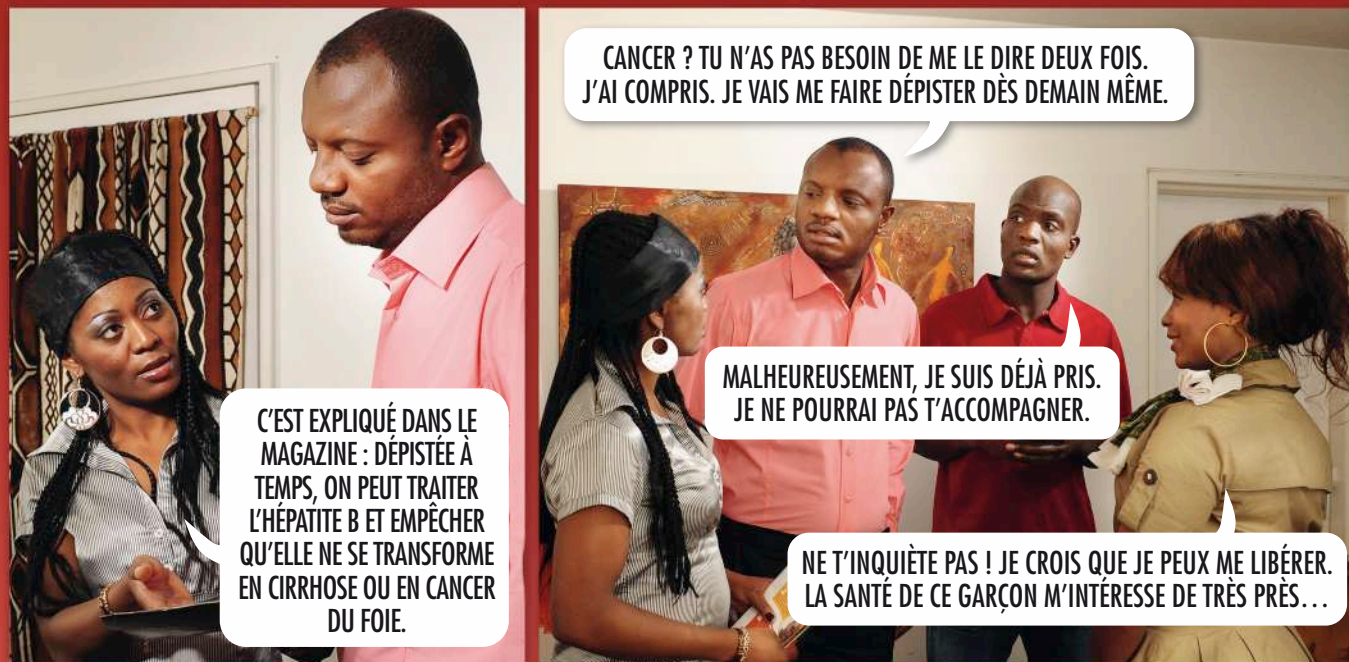 C'EST EXPLIQUÉ DANS LE
MAGAZINE : DÉPISTÉE À
TEMPS, ON PEUT TRAITER
L'HÉPATITE B ET EMPÊCHER
QU'ELLE NE SE TRANSFORME
EN CIRRHOSE OU EN CANCER
DU FOIE.
CANCER ? TU N'AS PAS BESOIN DE ME LE DIRE DEUX FOIS.
J'AI COMPRIS. JE VAIS ME FAIRE DÉPISTER DÈS DEMAIN MÊME.
MALHEUREUSEMENT, JE SUIS DÉJÀ PRIS.
JE NE POURRAI PAS T'ACCOMPAGNER.
NE T'INQUIÈTE PAS ! JE CROIS QUE JE PEUX ME LIBÉRER.
LA SANTÉ DE CE GARÇON M'INTÉRESSE DE TRÈS PRÈS…